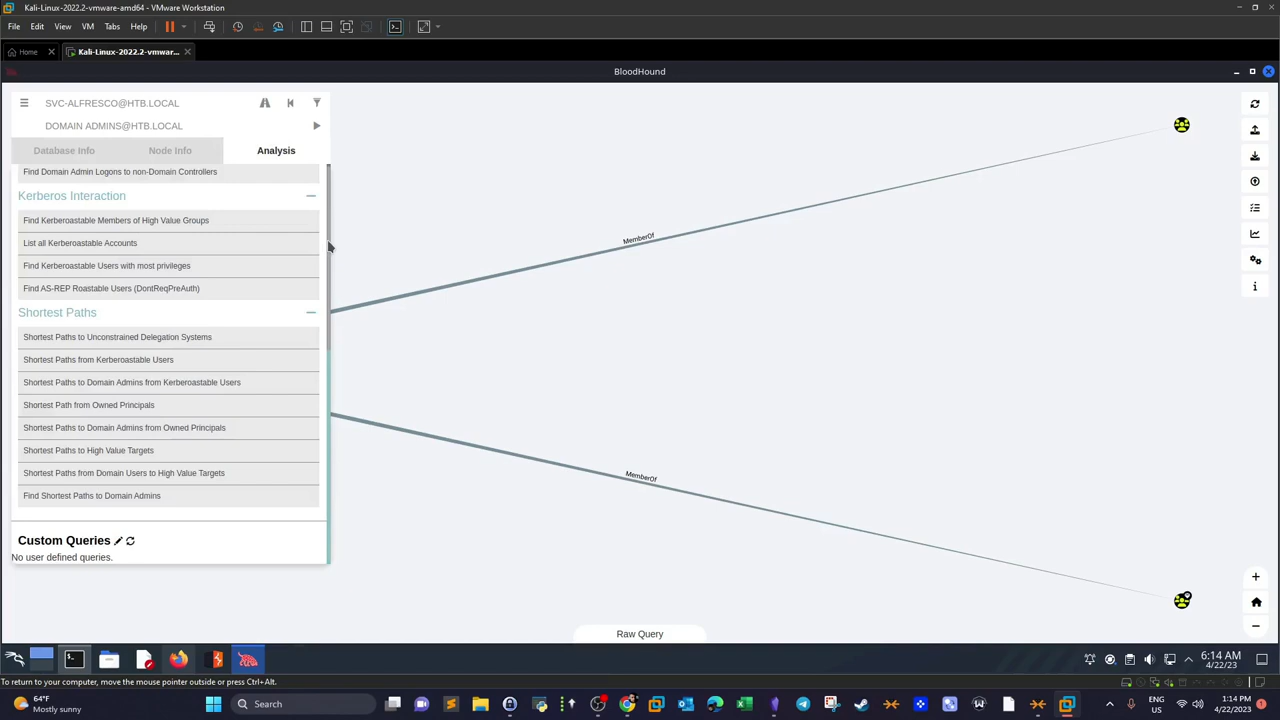 Kali-Linux-2022.2-vmware-amd64 - VMware Workstation
File Edit View VM Tabs Help
Home Kali-Linux-2022.2-vmwar...
BloodHound
SVC-ALFRESCO@HTB.LOCAL
DOMAIN ADMINS@HTB.LOCAL
Database Info Node Info Analysis
Find Domain Admin Logons to non-Domain Controllers
Kerberos Interaction
Find Kerberoastable Members of High Value Groups
List all Kerberoastable Accounts
Find Kerberoastable Users with most privileges
Find AS-REP Roastable Users (DontReqPreAuth)
Shortest Paths
Shortest Paths to Unconstrained Delegation Systems
Shortest Paths from Kerberoastable Users
Shortest Paths to Domain Admins from Kerberoastable Users
Shortest Path from Owned Principals
Shortest Paths to Domain Admins from Owned Principals
Shortest Paths to High Value Targets
Shortest Paths from Domain Users to High Value Targets
Find Shortest Paths to Domain Admins
Custom Queries
No user defined queries.
MemberOf
MemberOf
Raw Query
6:14 AM
4/22/23
To return to your computer, move the mouse pointer outside or press Ctrl+Alt.
64°F
Mostly sunny
Search
ENG
US
1:14 PM
4/22/2023